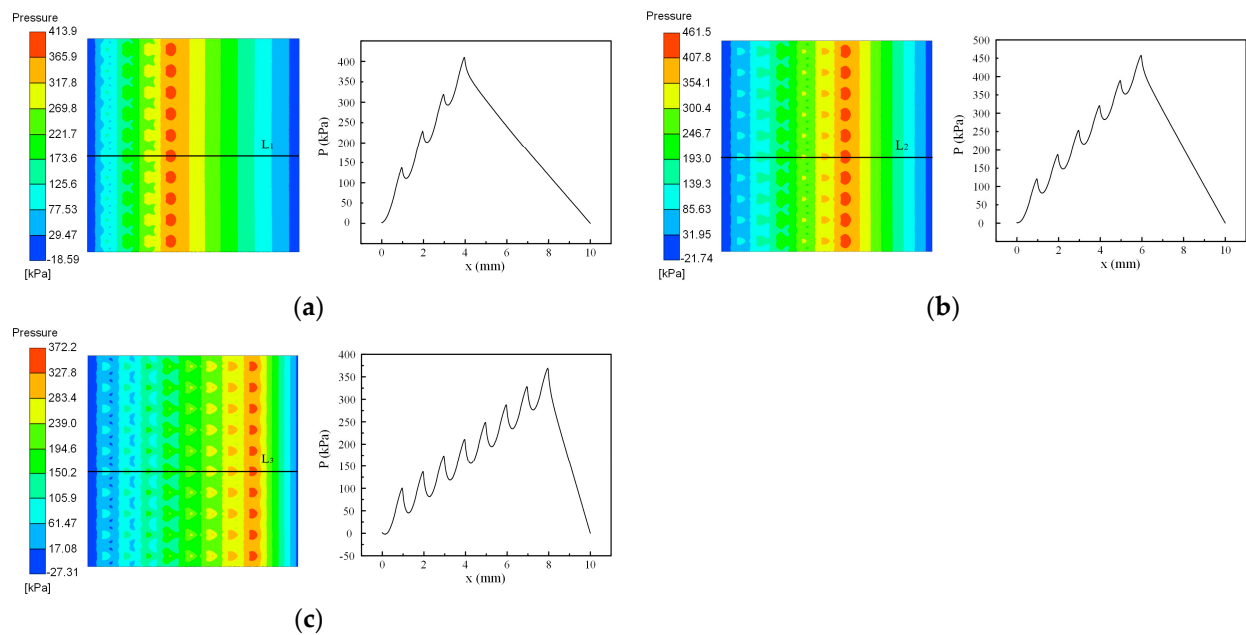 Pressure
413.9
365.9
317.8
269.8
221.7
173.6
125.6
77.53
29.47
-18.59
[kPa]
L1
P (kPa)
400
350
300
250
200
150
100
50
0
-50
0 2 4 6 8 10
x (mm)
(a)
Pressure
461.5
407.8
354.1
300.4
246.7
193.0
139.3
85.63
31.95
-21.74
[kPa]
L2
P (kPa)
500
450
400
350
300
250
200
150
100
50
0
-50
0 2 4 6 8 10
x (mm)
(b)
Pressure
372.2
327.8
283.4
239.0
194.6
150.2
105.9
61.47
17.08
-27.31
[kPa]
L3
P (kPa)
400
350
300
250
200
150
100
50
0
-50
0 2 4 6 8 10
x (mm)
(c)